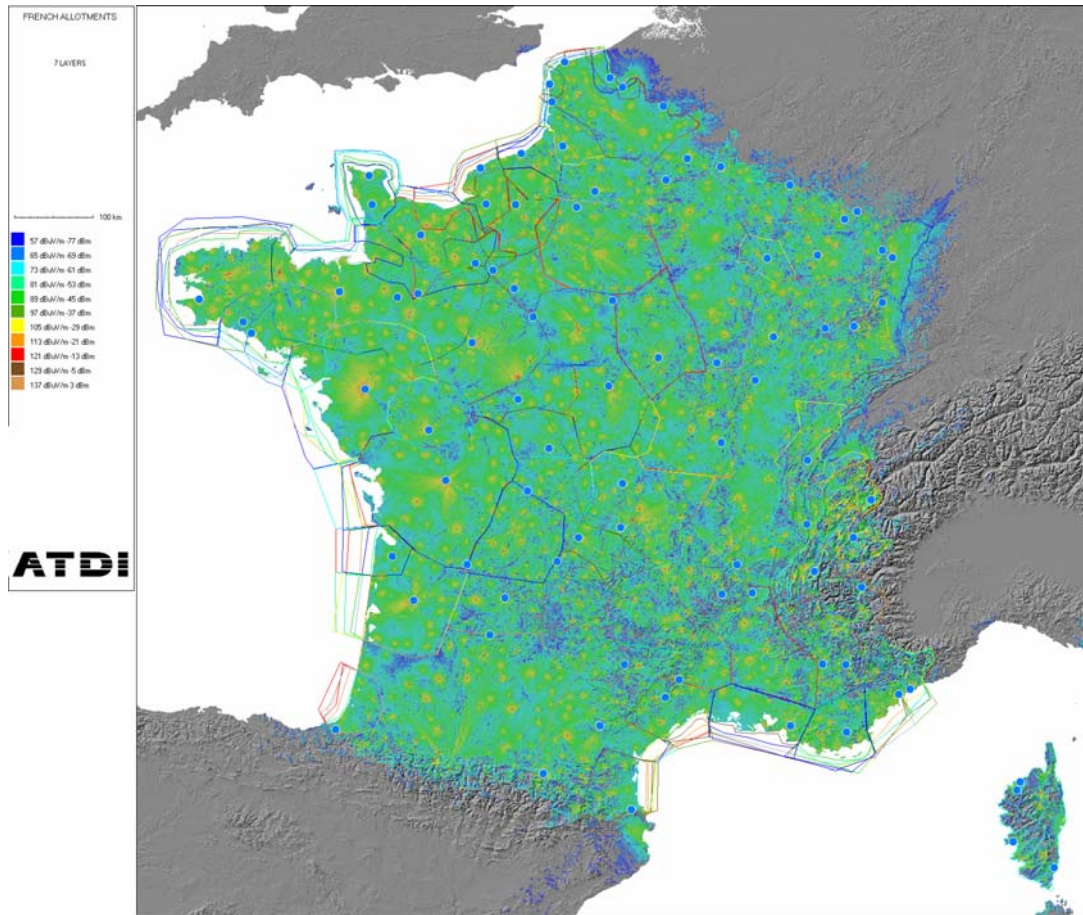 FRENCH ALLOTMENTS
7 LAYERS
100 km
57 dBuV/m -77 dBm
65 dBuV/m -69 dBm
73 dBuV/m -61 dBm
81 dBuV/m -53 dBm
89 dBuV/m -45 dBm
97 dBuV/m -37 dBm
105 dBuV/m -29 dBm
113 dBuV/m -21 dBm
121 dBuV/m -13 dBm
129 dBuV/m -5 dBm
137 dBuV/m 3 dBm
ATDI